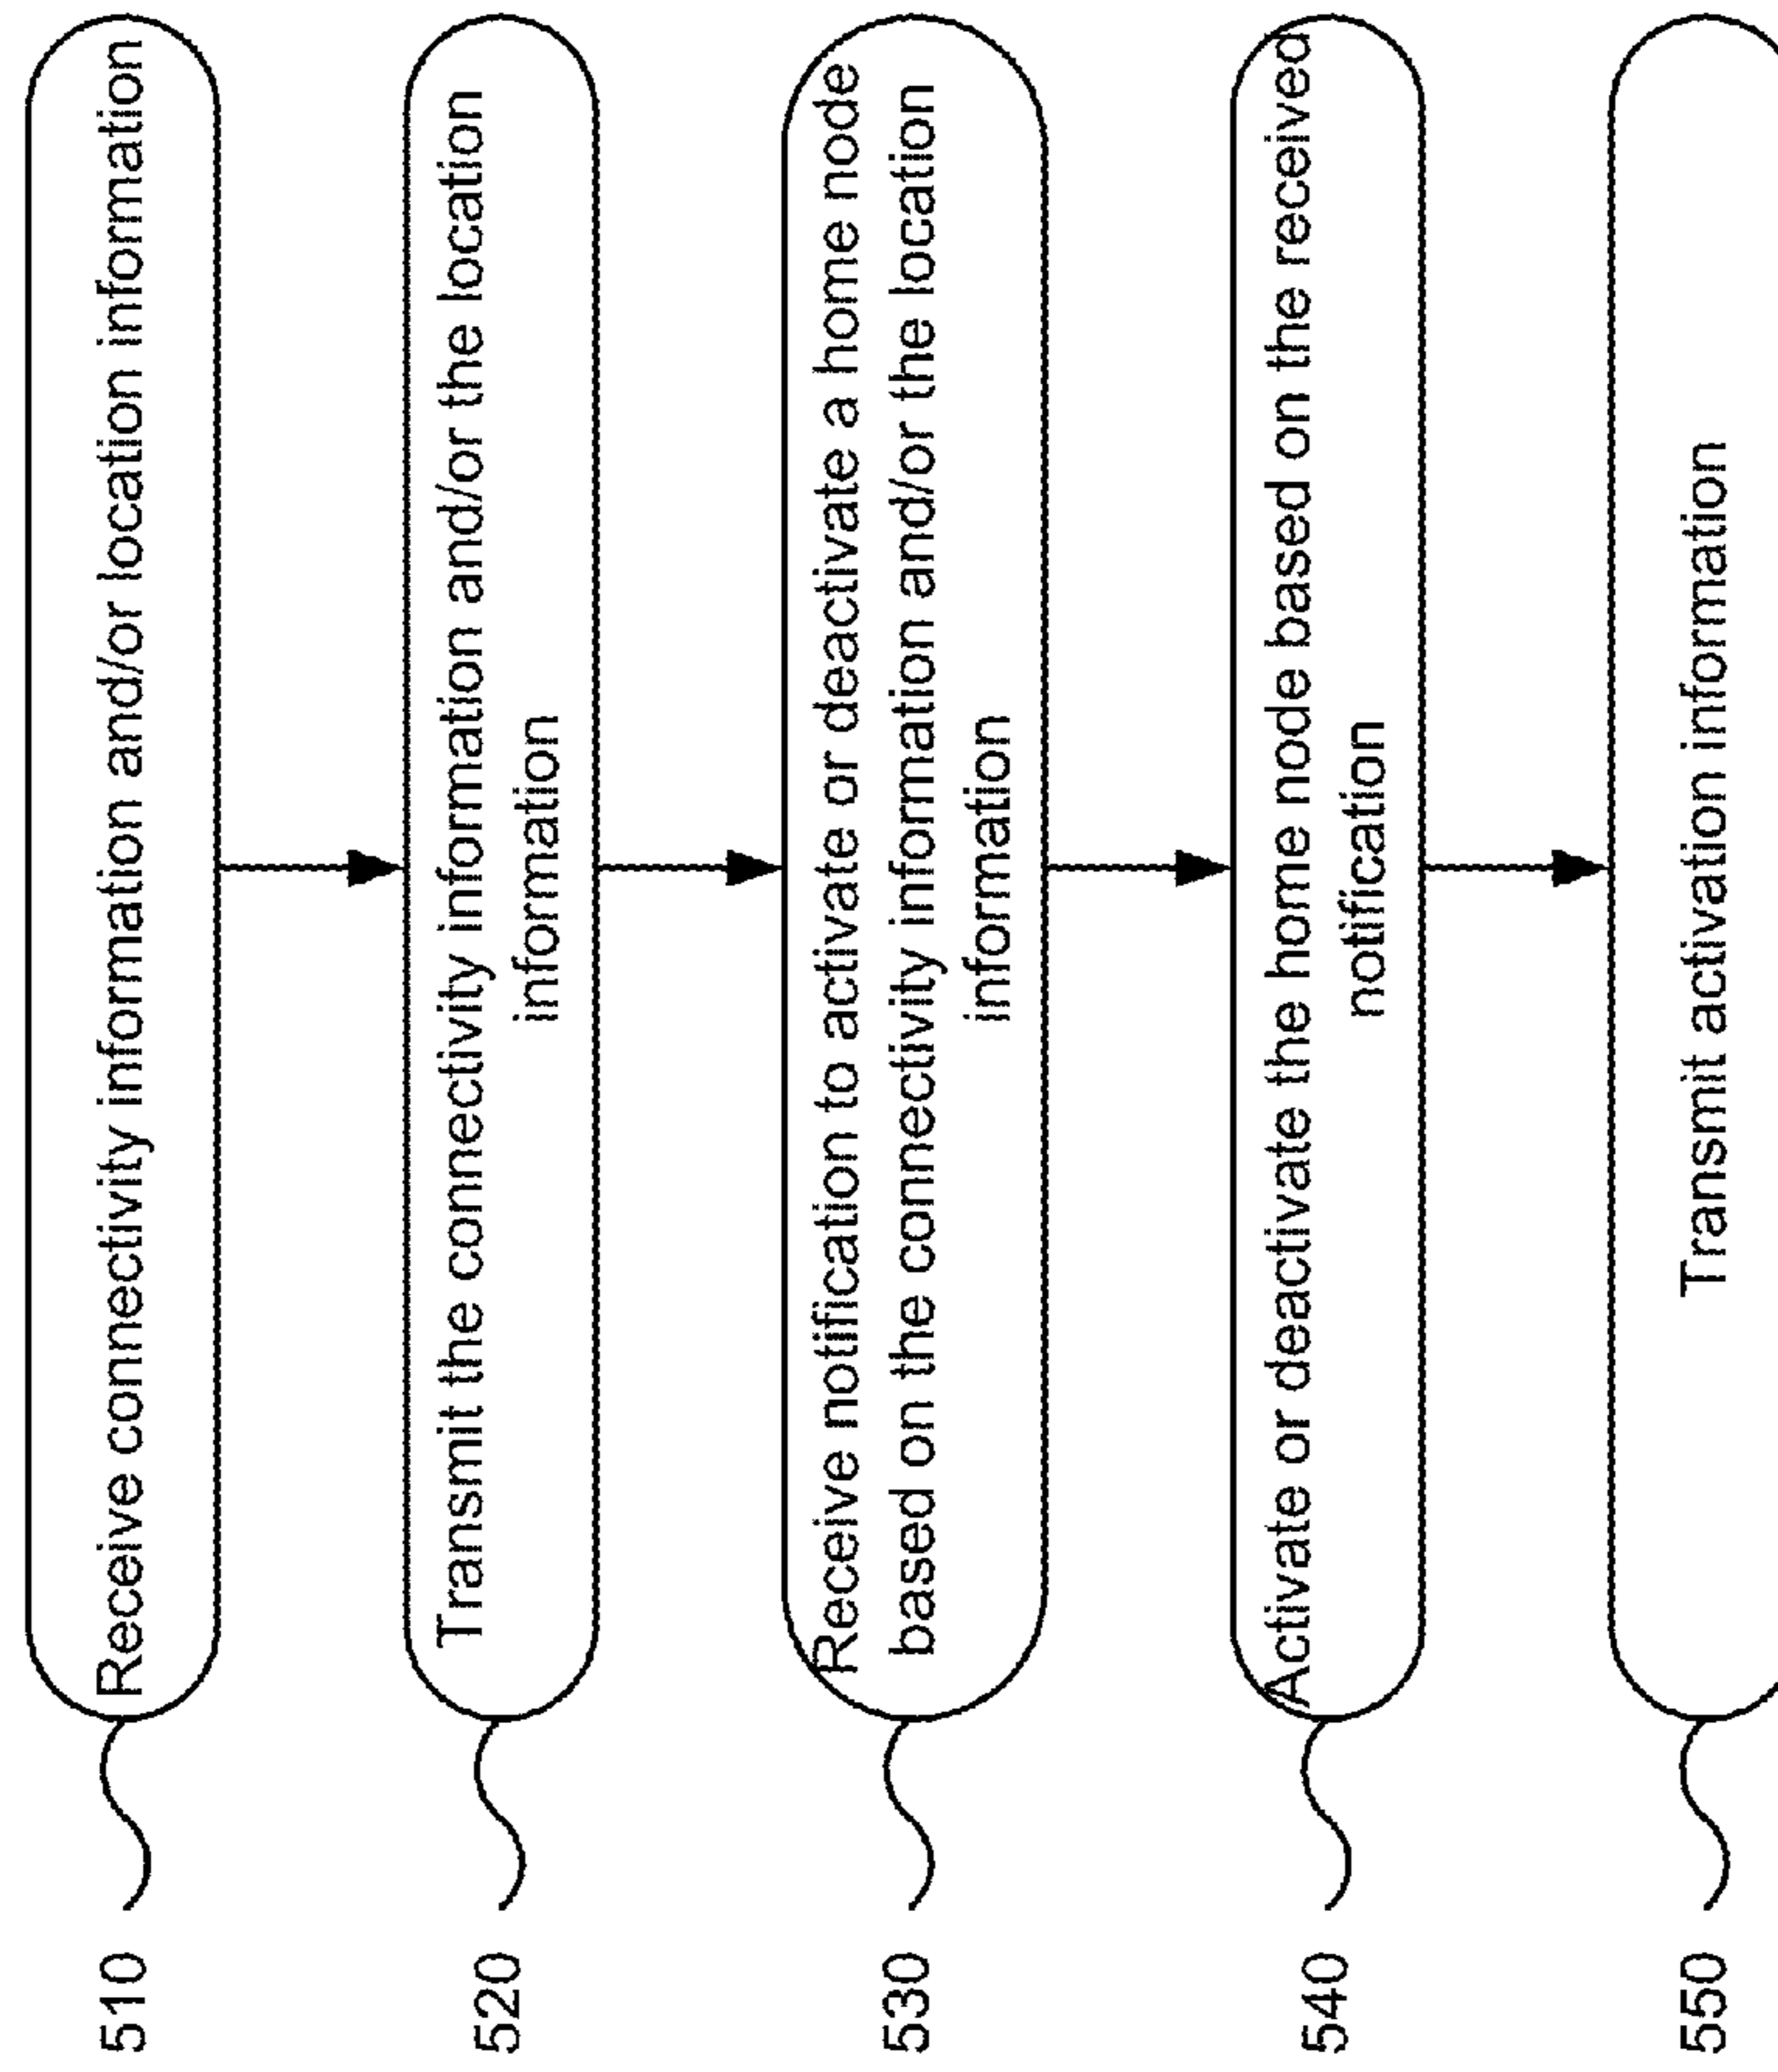 510
Receive connectivity information and/or location information
520
Transmit the connectivity information and/or the location
information
530
Receive notification to activate or deactivate a home node
based on the connectivity information and/or the location
information
540
Activate or deactivate the home node based on the received
notification
550
Transmit activation information